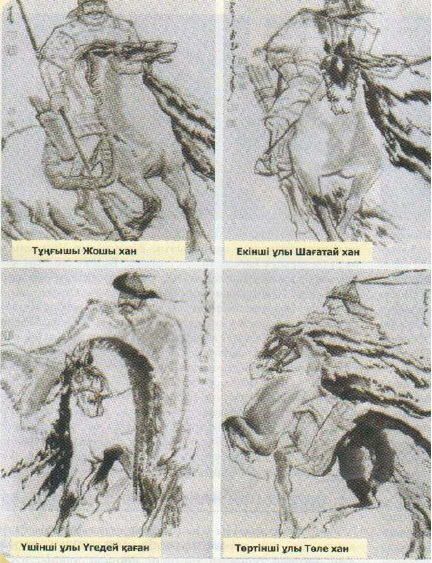 Тұңғышы Жошы хан
Екінші ұлы Шағатай хан
Үшінші ұлы Үгедей қаған
Төртінші ұлы Төле хан